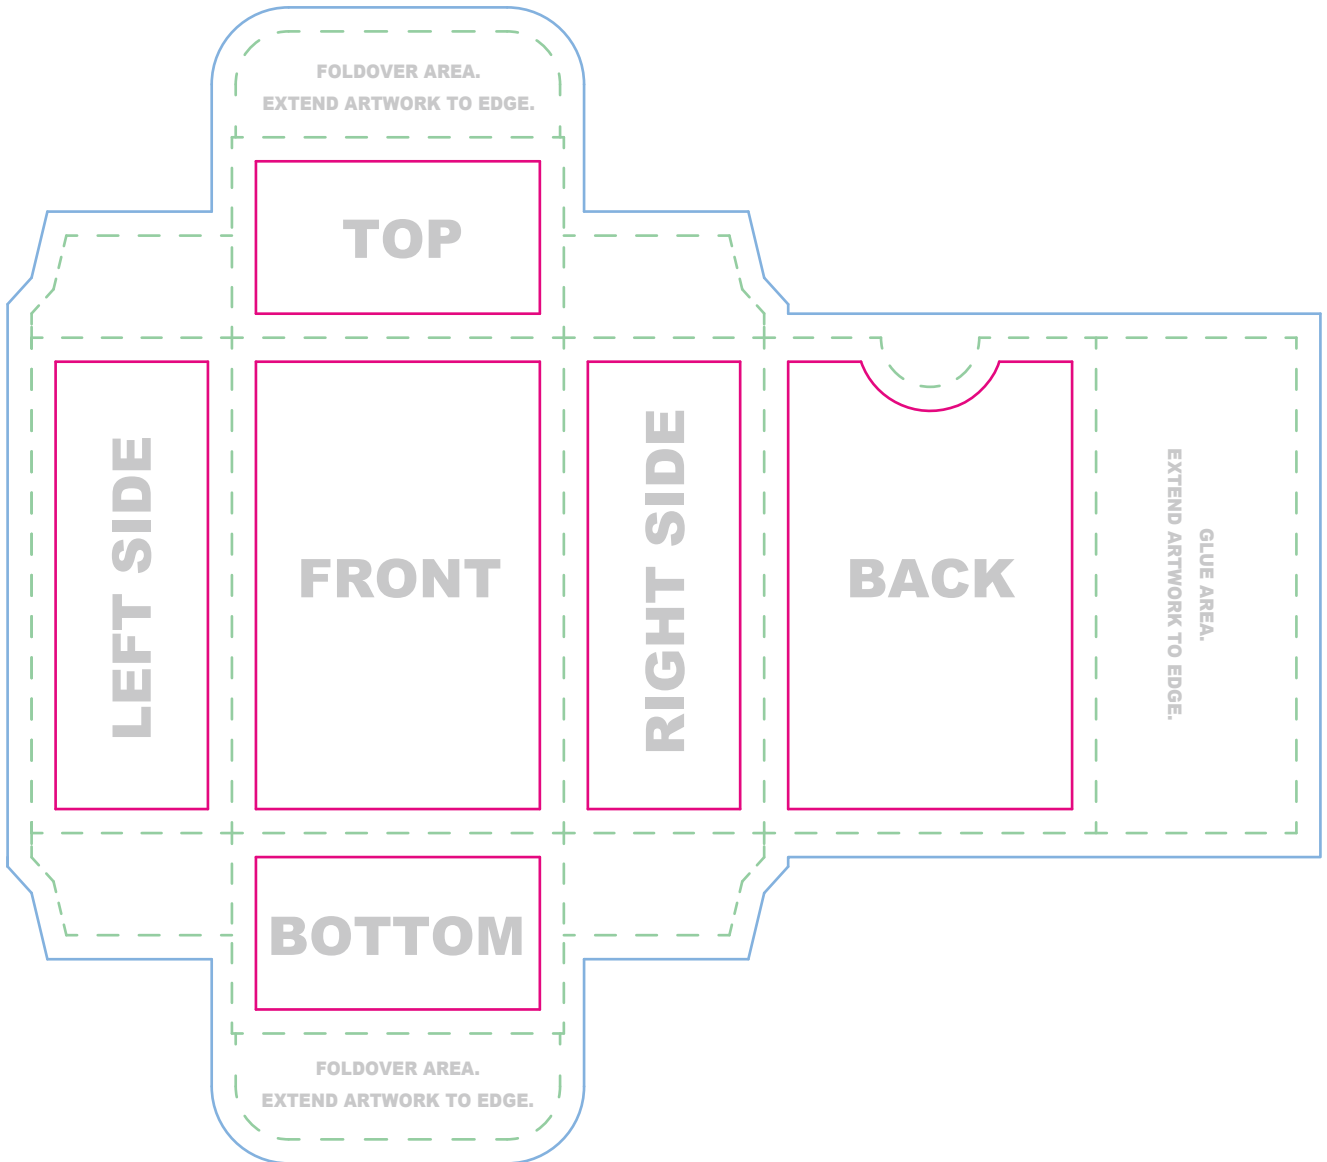 FOLDOVER AREA.
EXTEND ARTWORK TO EDGE.
TOP
LEFT SIDE
FRONT
RIGHT SIDE
BACK
GLUE AREA.
EXTEND ARTWORK TO EDGE.
BOTTOM
FOLDOVER AREA.
EXTEND ARTWORK TO EDGE.